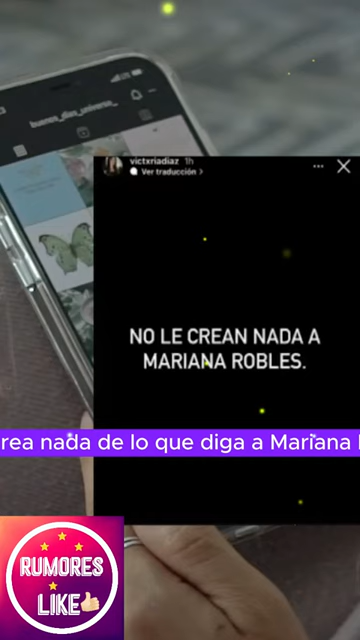 buenos_dias_universo_
victxriadiaz 1h
Ver traducción >
NO LE CREAN NADA A
MARIANA ROBLES.
rea nada de lo que diga a Mariana
RUMORES
LIKE